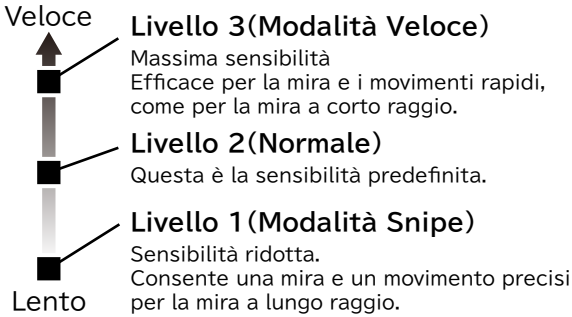 Veloce
Livello 3(Modalità Veloce)
Massima sensibilità
Efficace per la mira e i movimenti rapidi,
come per la mira a corto raggio.
Livello 2(Normale)
Questa è la sensibilità predefinita.
Livello 1(Modalità Snipe)
Sensibilità ridotta.
Consente una mira e un movimento precisi
per la mira a lungo raggio.
Lento